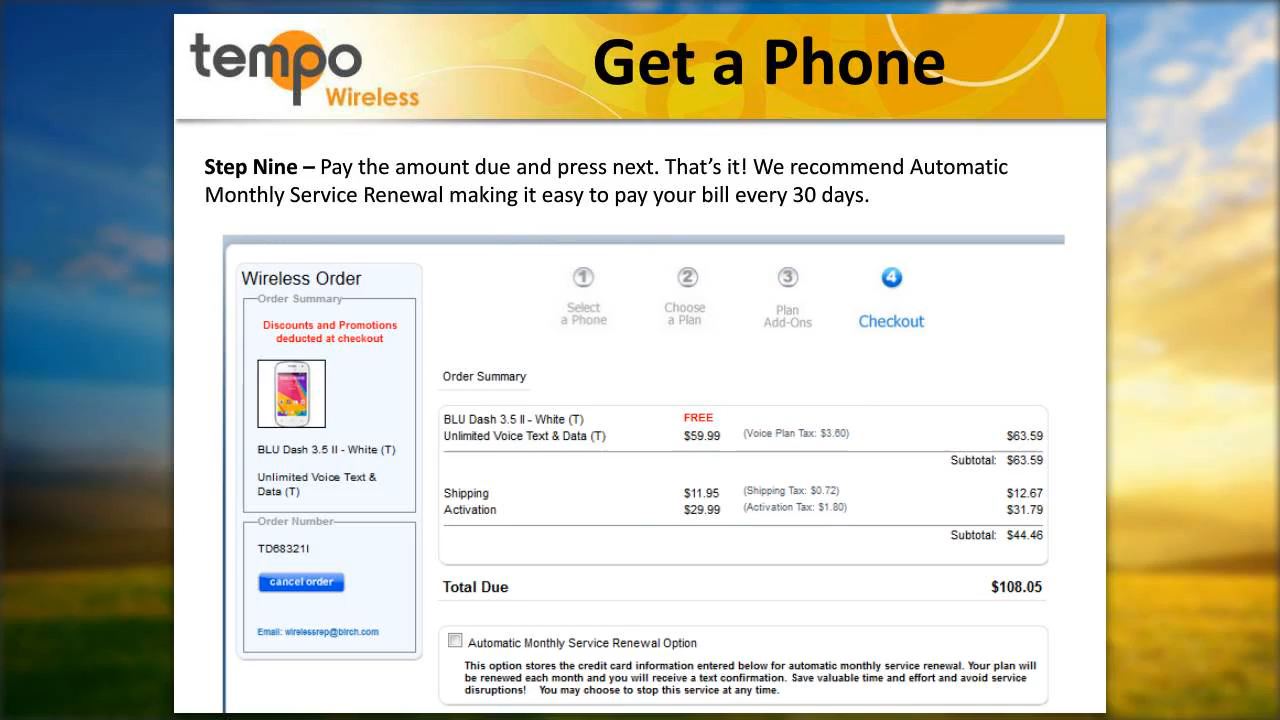 tempo
Wireless
Get a Phone
Step Nine – Pay the amount due and press next. That's it! We recommend Automatic
Monthly Service Renewal making it easy to pay your bill every 30 days.
Wireless Order
Order Summary
Discounts and Promotions
deducted at checkout
BLU Dash 3.5 II - White (T)
Unlimited Voice Text &
Data (T)
Order Number
TD68321I
cancel order
Email: wirelessrep@birch.com
1 2 3 4
Select
a Phone
Choose
a Plan
Plan
Add-Ons
Checkout
Order Summary
BLU Dash 3.5 II - White (T) FREE
Unlimited Voice Text & Data (T) $59.99 (Voice Plan Tax: $3.60) $63.59
Subtotal: $63.59
Shipping $11.95 (Shipping Tax: $0.72) $12.67
Activation $29.99 (Activation Tax: $1.80) $31.79
Subtotal: $44.46
Total Due $108.05
Automatic Monthly Service Renewal Option
This option stores the credit card information entered below for automatic monthly service renewal. Your plan will
be renewed each month and you will receive a text confirmation. Save valuable time and effort and avoid service
disruptions! You may choose to stop this service at any time.